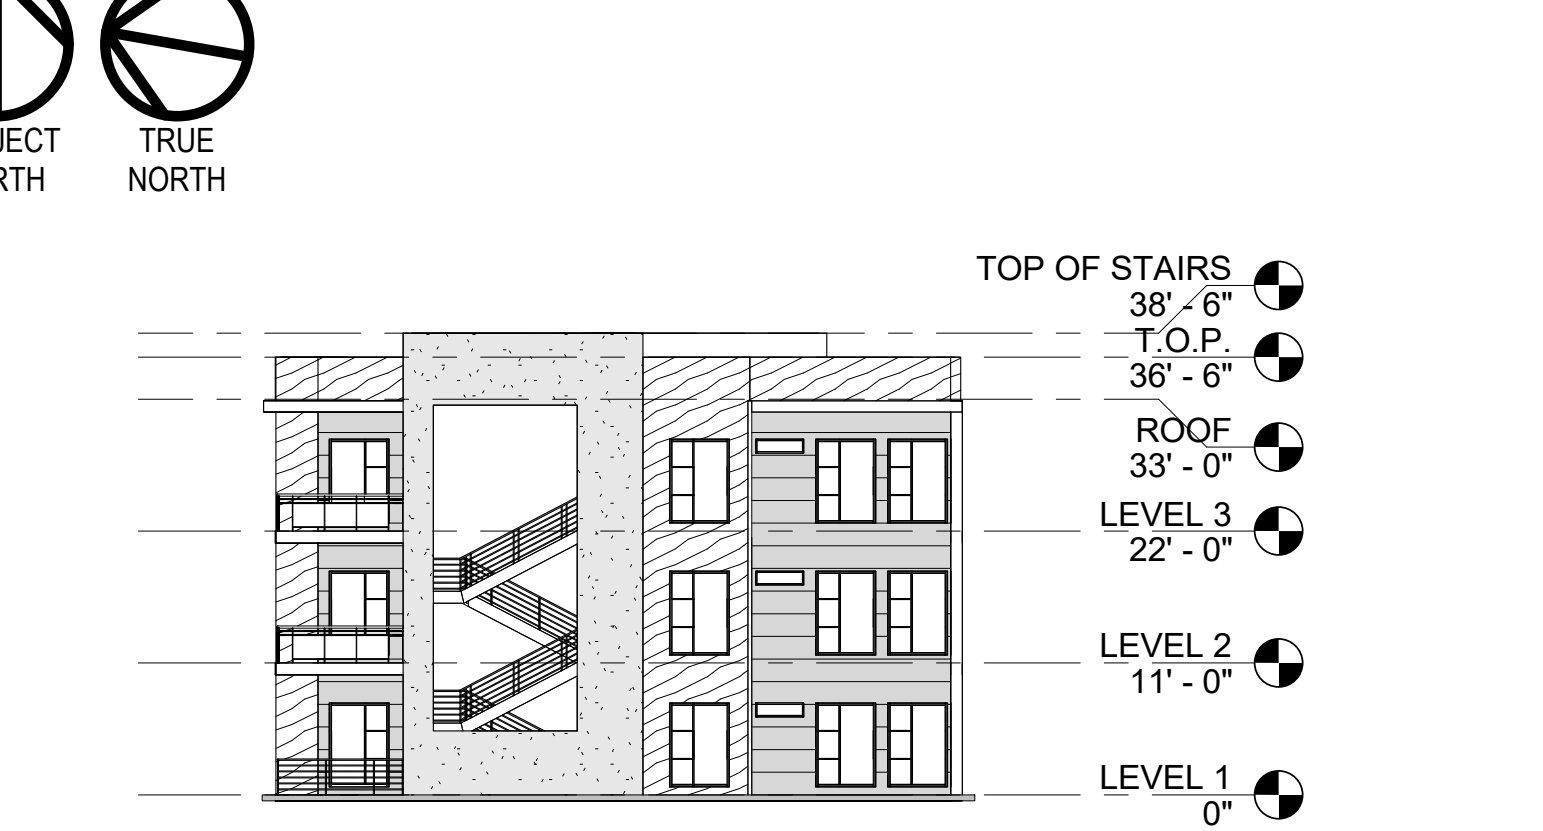 JECT
RTH
TRUE
NORTH
TOP OF STAIRS
38' - 6"
T.O.P.
36' - 6"
ROOF
33' - 0"
LEVEL 3
22' - 0"
LEVEL 2
11' - 0"
LEVEL 1
0"